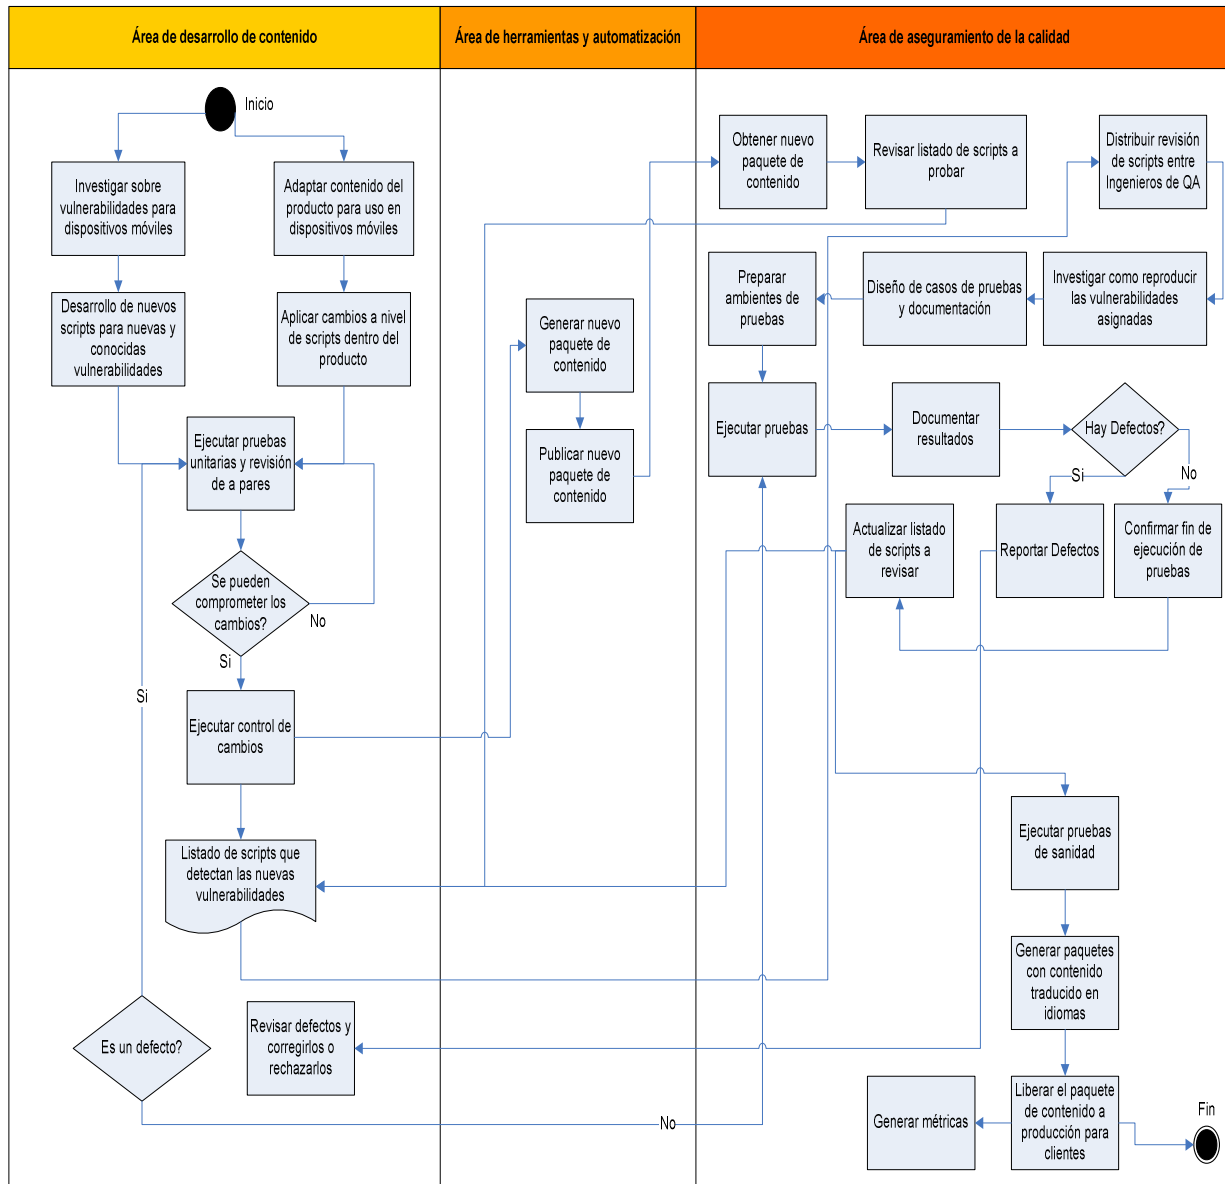 Área de desarrollo de contenido
Área de herramientas y automatización
Área de aseguramiento de la calidad
Inicio
Investigar sobre
vulnerabilidades para
dispositivos móviles
Adaptar contenido del
producto para uso en
dispositivos móviles
Desarrollo de nuevos
scripts para nuevas y
conocidas
vulnerabilidades
Aplicar cambios a nivel
de scripts dentro del
producto
Ejecutar pruebas
unitarias y revisión
de a pares
Se pueden
comprometer los
cambios?
No
Si
Si
Ejecutar control de
cambios
Listado de scripts que
detectan las nuevas
vulnerabilidades
Es un defecto?
Revisar defectos y
corregirlos o
rechazarlos
No
Generar nuevo
paquete de
contenido
Publicar nuevo
paquete de
contenido
Obtener nuevo
paquete de
contenido
Revisar listado de scripts a
probar
Distribuir revisión
de scripts entre
Ingenieros de QA
Preparar
ambientes de
pruebas
Diseño de casos de pruebas
y documentación
Investigar como reproducir
las vulnerabilidades
asignadas
Ejecutar pruebas
Documentar
resultados
Hay Defectos?
Si
No
Actualizar listado
de scripts a
revisar
Reportar Defectos
Confirmar fin de
ejecución de
pruebas
Ejecutar pruebas
de sanidad
Generar paquetes
con contenido
traducido en
idiomas
Generar métricas
Liberar el paquete
de contenido a
producción para
clientes
Fin